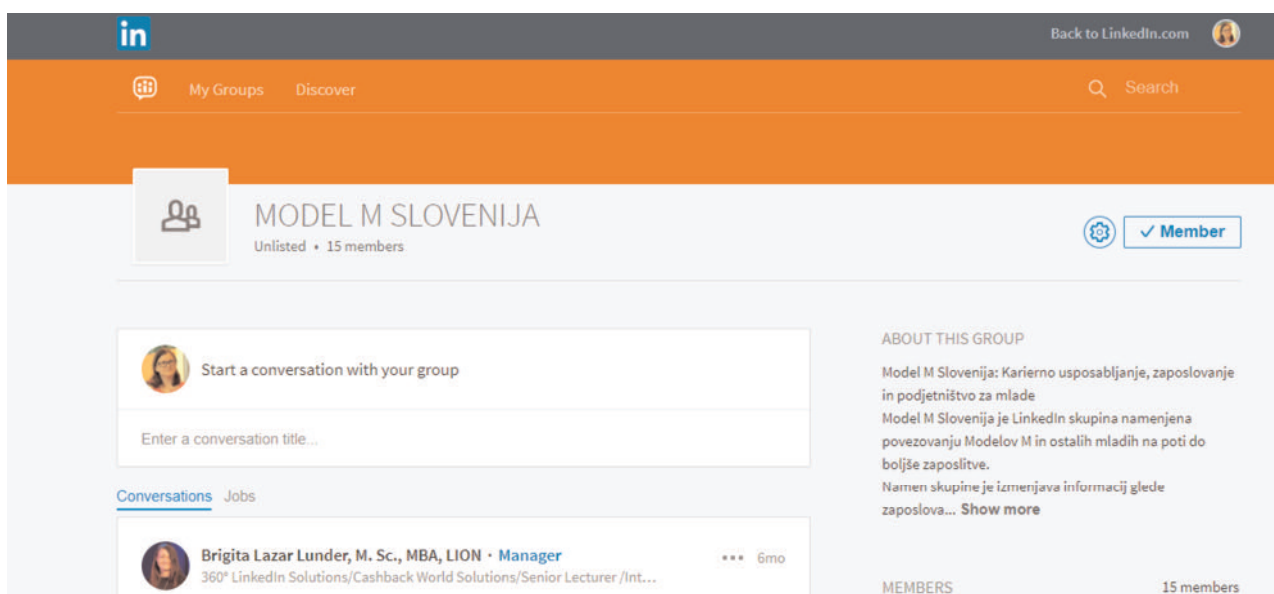 in
Back to LinkedIn.com
My Groups Discover
Search
MODEL M SLOVENIJA
Unlisted • 15 members
Member
Start a conversation with your group
Enter a conversation title...
Conversations Jobs
Brigita Lazar Lunder, M. Sc., MBA, LION · Manager
6mo
360° LinkedIn Solutions/Cashback World Solutions/Senior Lecturer /Int...
ABOUT THIS GROUP
Model M Slovenija: Karierno usposabljanje, zaposlovanje
in podjetništvo za mlade
Model M Slovenija je LinkedIn skupina namenjena
povezovanju Modelov M in ostalih mladih na poti do
boljše zaposlitve.
Namen skupine je izmenjava informacij glede
zaposlova... Show more
MEMBERS 15 members